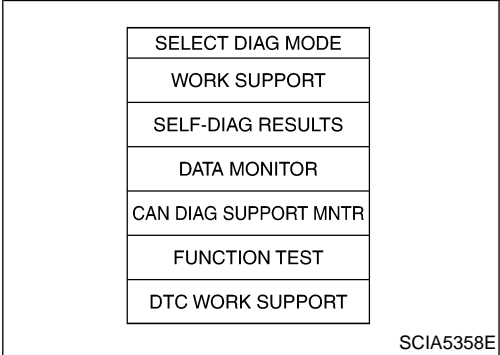 SELECT DIAG MODE
WORK SUPPORT
SELF-DIAG RESULTS
DATA MONITOR
CAN DIAG SUPPORT MNTR
FUNCTION TEST
DTC WORK SUPPORT
SCIA5358E